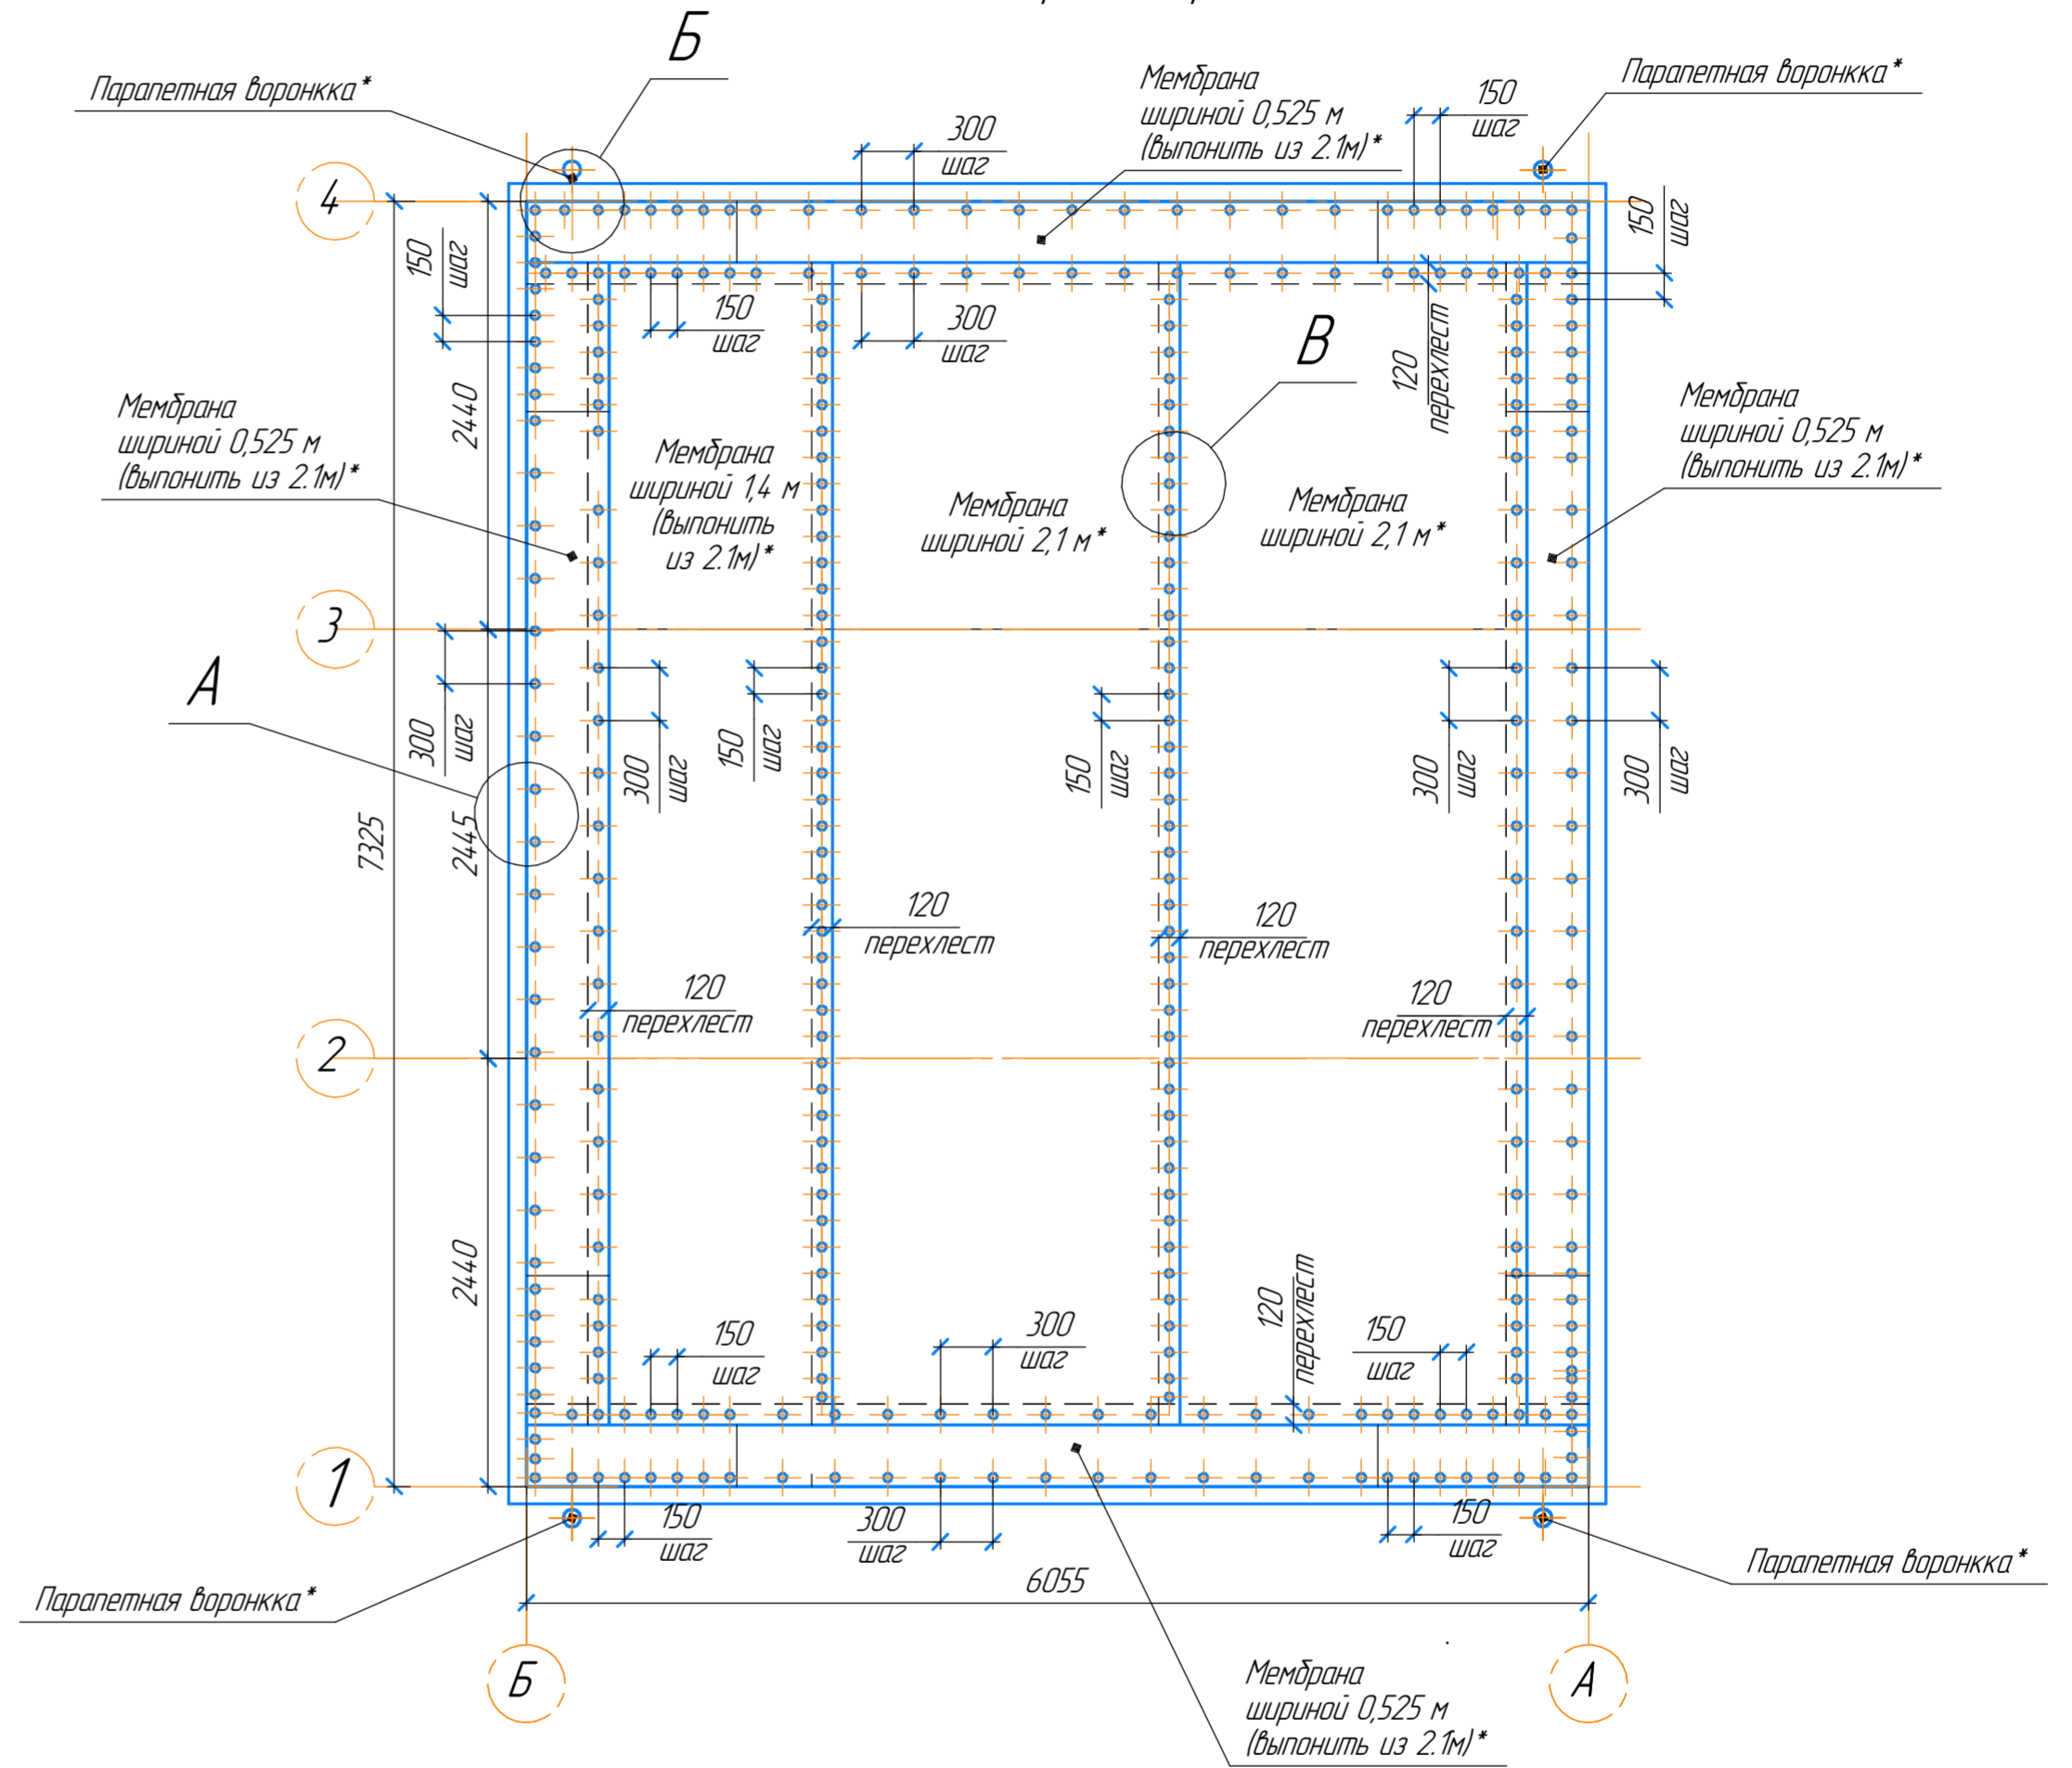 Б
Парапетная воронкка*
Мембрана
шириной 0,525 м
(выпонить из 2.1м)*
150
шаг
Парапетная воронкка*
300
шаг
4
150
шаг
150
шаг
150
шаг
300
шаг
В
120
перехлест
2440
Мембрана
шириной 0,525 м
(выпонить из 2.1м)*
Мембрана
шириной 1,4 м
(выпонить
из 2.1м)*
Мембрана
шириной 2,1 м*
Мембрана
шириной 2,1 м*
Мембрана
шириной 0,525 м
(выпонить из 2.1м)*
3
А
300
шаг
300
шаг
150
шаг
150
шаг
300
шаг
300
шаг
7325
2445
120
перехлест
120
перехлест
120
перехлест
120
перехлест
2
2440
150
шаг
300
шаг
120
перехлест
150
шаг
1
150
шаг
300
шаг
150
шаг
Парапетная воронкка*
6055
Парапетная воронкка*
Б
А
Мембрана
шириной 0,525 м
(выпонить из 2.1м)*